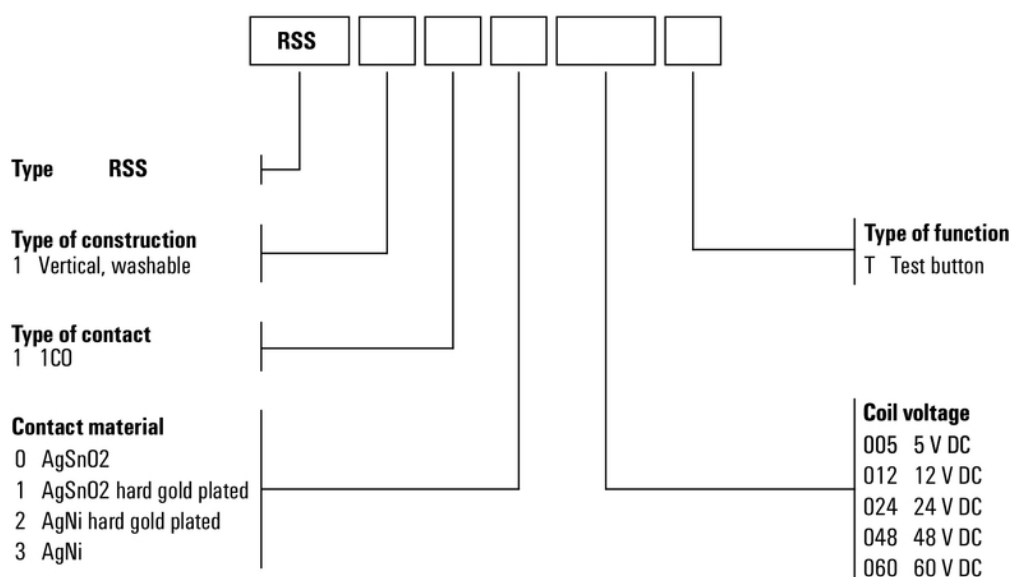 RSS
Type RSS
Type of construction
1 Vertical, washable
Type of contact
1 1CO
Contact material
0 AgSnO2
1 AgSnO2 hard gold plated
2 AgNi hard gold plated
3 AgNi
Type of function
T Test button
Coil voltage
005 5 V DC
012 12 V DC
024 24 V DC
048 48 V DC
060 60 V DC